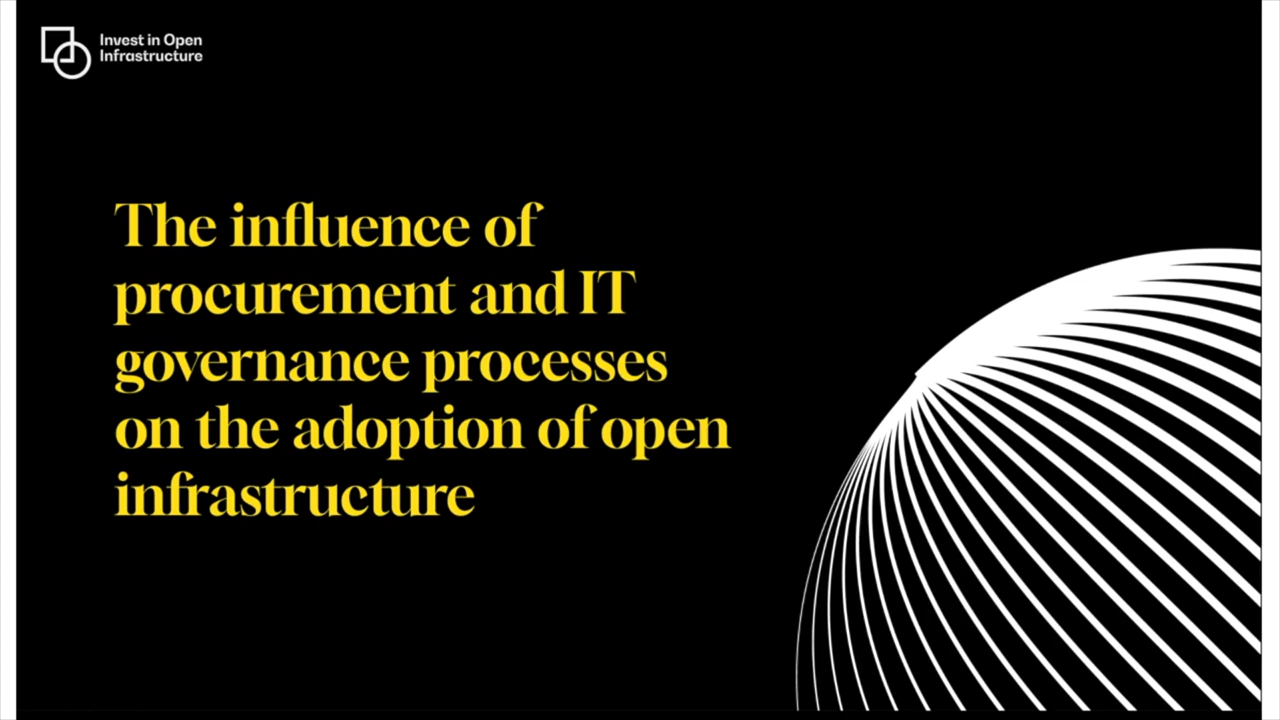 Invest in Open
Infrastructure
The influence of
procurement and IT
governance processes
on the adoption of open
infrastructure